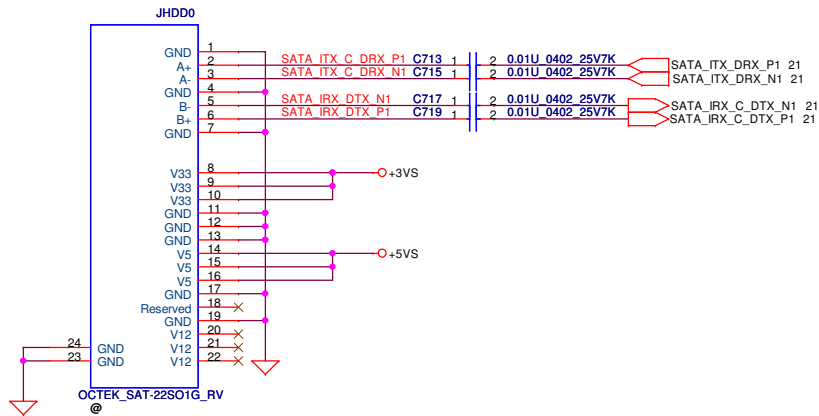 JHDD0
GND 1
A+ 2 SATA_ITX_C_DRX_P1 C713 1 2 0.01U_0402_25V7K SATA_ITX_DRX_P1 21
A- 3 SATA_ITX_C_DRX_N1 C715 1 2 0.01U_0402_25V7K SATA_ITX_DRX_N1 21
GND 4
B- 5 SATA_IRX_DTX_N1 C717 1 2 0.01U_0402_25V7K SATA_IRX_C_DTX_N1 21
B+ 6 SATA_IRX_DTX_P1 C719 1 2 0.01U_0402_25V7K SATA_IRX_C_DTX_P1 21
GND 7
V33 8 +3VS
V33 9
V33 10
GND 11
GND 12
GND 13
V5 14 +5VS
V5 15
V5 16
GND 17
Reserved 18
GND 19
V12 20
24 GND V12 21
23 GND V12 22
OCTEK_SAT-22SO1G_RV
@